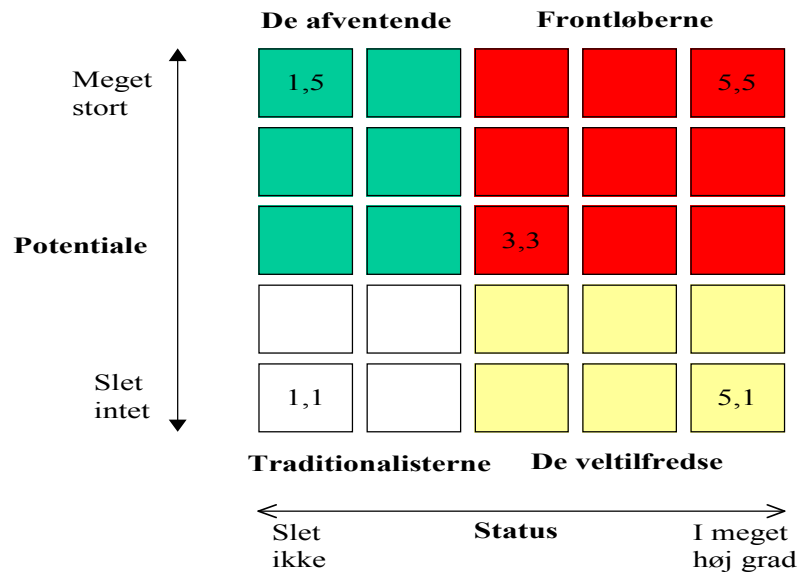 De afventende
Frontløberne
Meget
stort
1,5
5,5
Potentiale
3,3
Slet
intet
1,1
5,1
Traditionalisterne
De veltilfredse
Slet
ikke
Status
I meget
høj grad